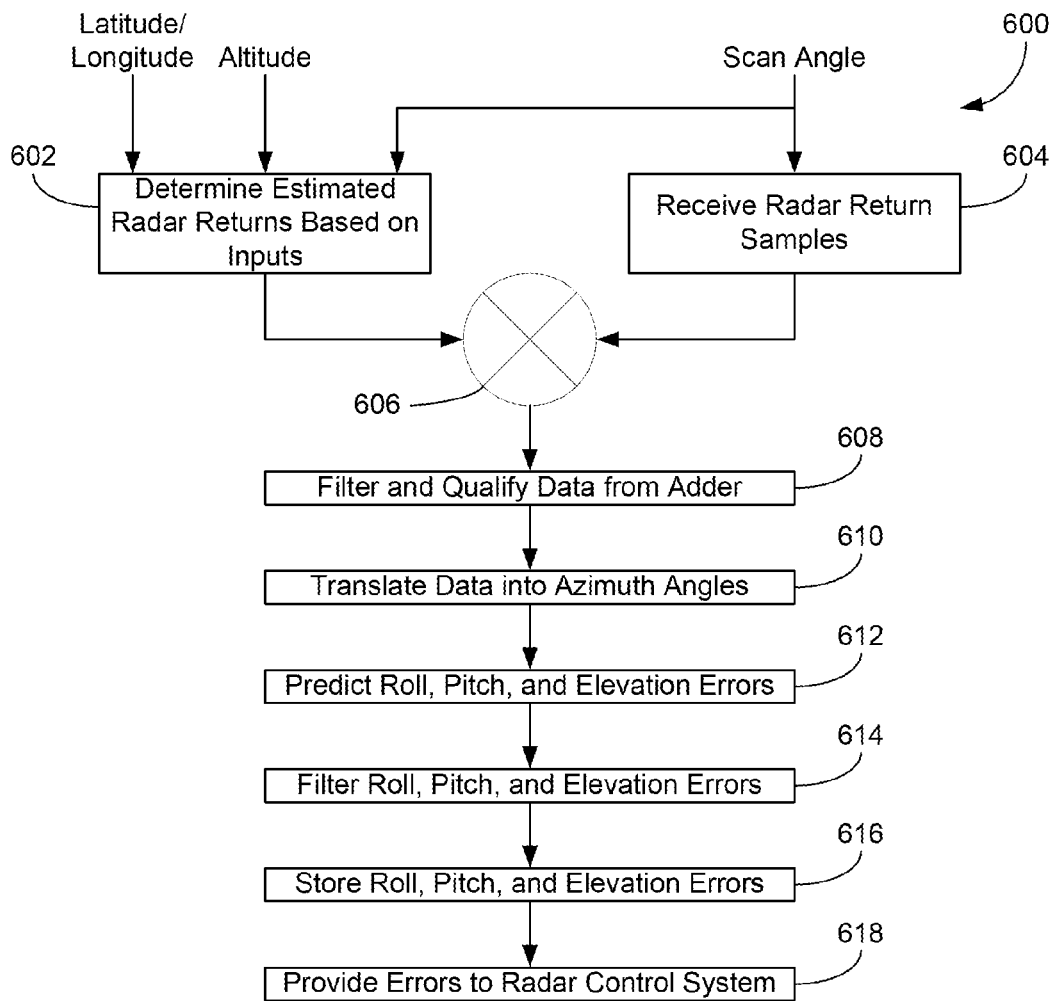 Latitude/
Longitude
Altitude
Scan Angle
600
602
Determine Estimated
Radar Returns Based on
Inputs
604
Receive Radar Return
Samples
606
608
Filter and Qualify Data from Adder
610
Translate Data into Azimuth Angles
612
Predict Roll, Pitch, and Elevation Errors
614
Filter Roll, Pitch, and Elevation Errors
616
Store Roll, Pitch, and Elevation Errors
618
Provide Errors to Radar Control System